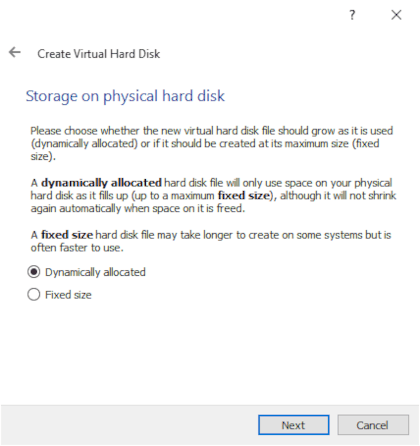 ?
Create Virtual Hard Disk
Storage on physical hard disk
Please choose whether the new virtual hard disk file should grow as it is used
(dynamically allocated) or if it should be created at its maximum size (fixed
size).
A dynamically allocated hard disk file will only use space on your physical
hard disk as it fills up (up to a maximum fixed size), although it will not shrink
again automatically when space on it is freed.
A fixed size hard disk file may take longer to create on some systems but is
often faster to use.
Dynamically allocated
Fixed size
Next Cancel